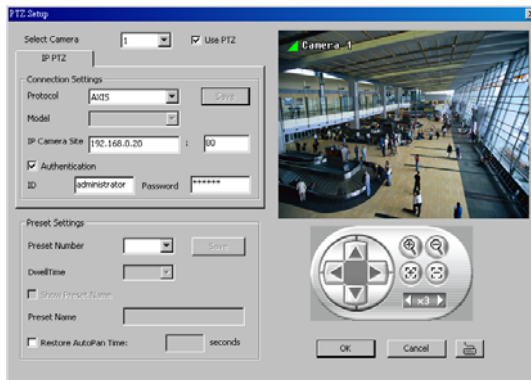 PTZ Setup
Select Camera 1 Use PTZ
IP PTZ
Connection Settings
Protocol AXIS Save
Model
IP Camera Site 192.168.0.20 : 80
Authentication
ID administrator Password ******
Preset Settings
Preset Number Save
DwellTime
Show Preset Name
Preset Name
Restore AutoPan Time: seconds
Camera 1
x3
OK Cancel